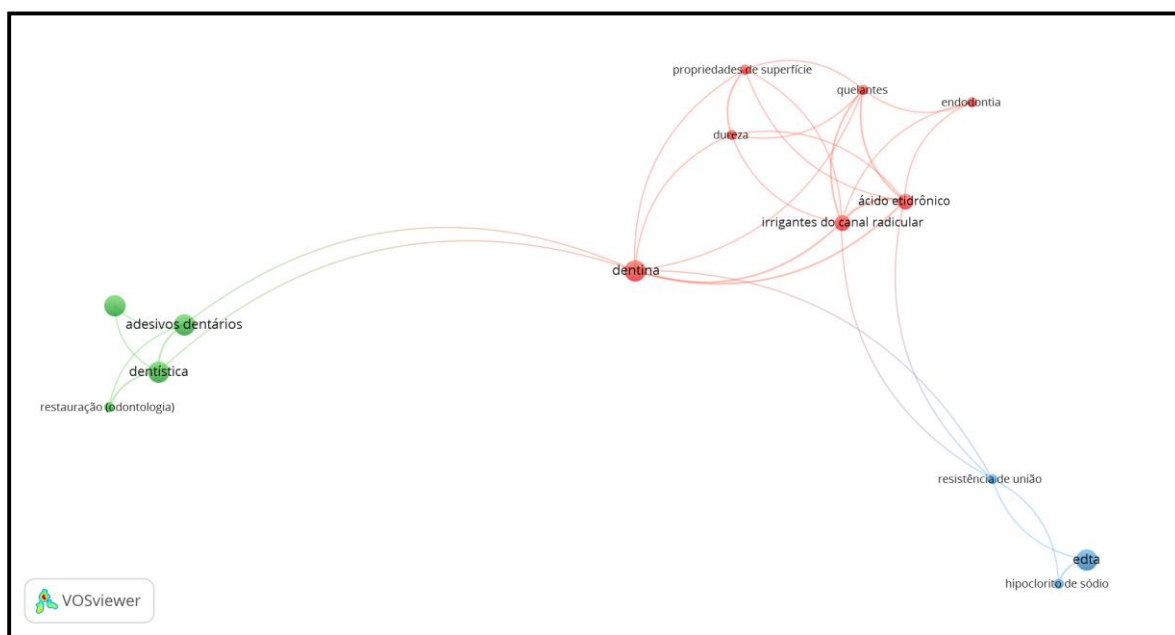 propriedades de superfície
quelantes
endodontia
dureza
ácido etidrônico
irrigantes do canal radicular
dentina
adesivos dentários
dentística
restauração (odontologia)
resistência de união
edta
hipoclorito de sódio
VOSviewer